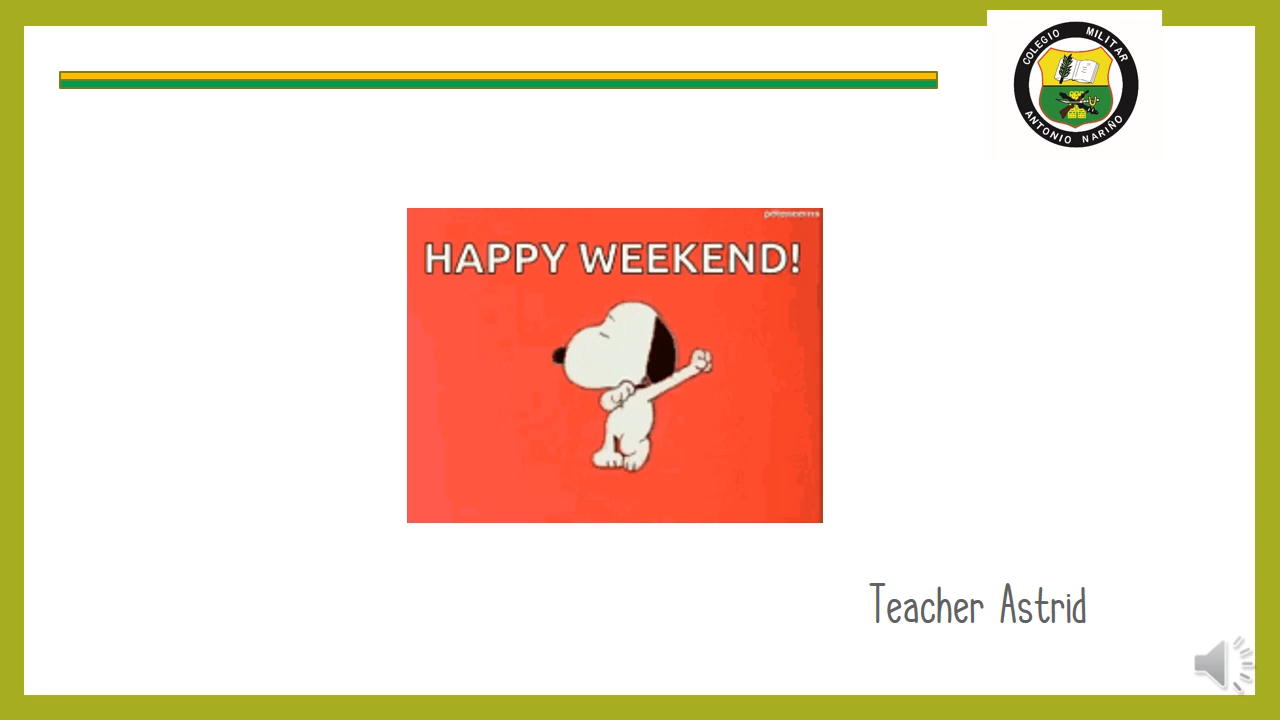 COLEGIO MILITAR
ANTONIO NARIÑO
HAPPY WEEKEND!
Teacher Astrid